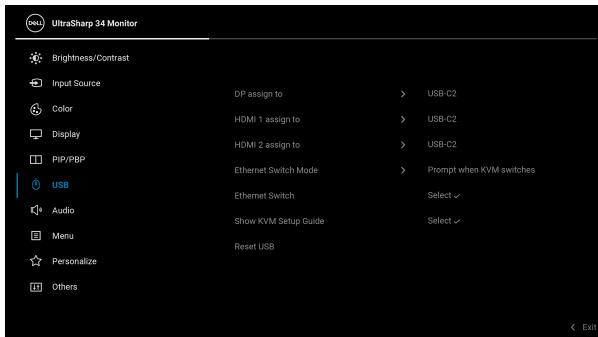 DELL UltraSharp 34 Monitor
Brightness/Contrast
Input Source
Color
Display
PIP/PBP
USB
Audio
Menu
Personalize
Others
DP assign to > USB-C2
HDMI 1 assign to > USB-C2
HDMI 2 assign to > USB-C2
Ethernet Switch Mode > Prompt when KVM switches
Ethernet Switch Select ✓
Show KVM Setup Guide Select ✓
Reset USB
< Exit